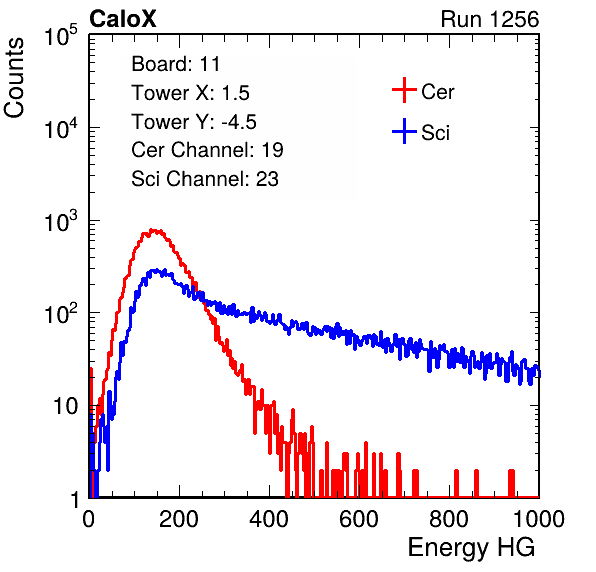 CaloX Run 1256
Counts
10^5
10^4
10^3
10^2
10
1
Board: 11
Tower X: 1.5
Tower Y: -4.5
Cer Channel: 19
Sci Channel: 23
Cer
Sci
0 200 400 600 800 1000
Energy HG